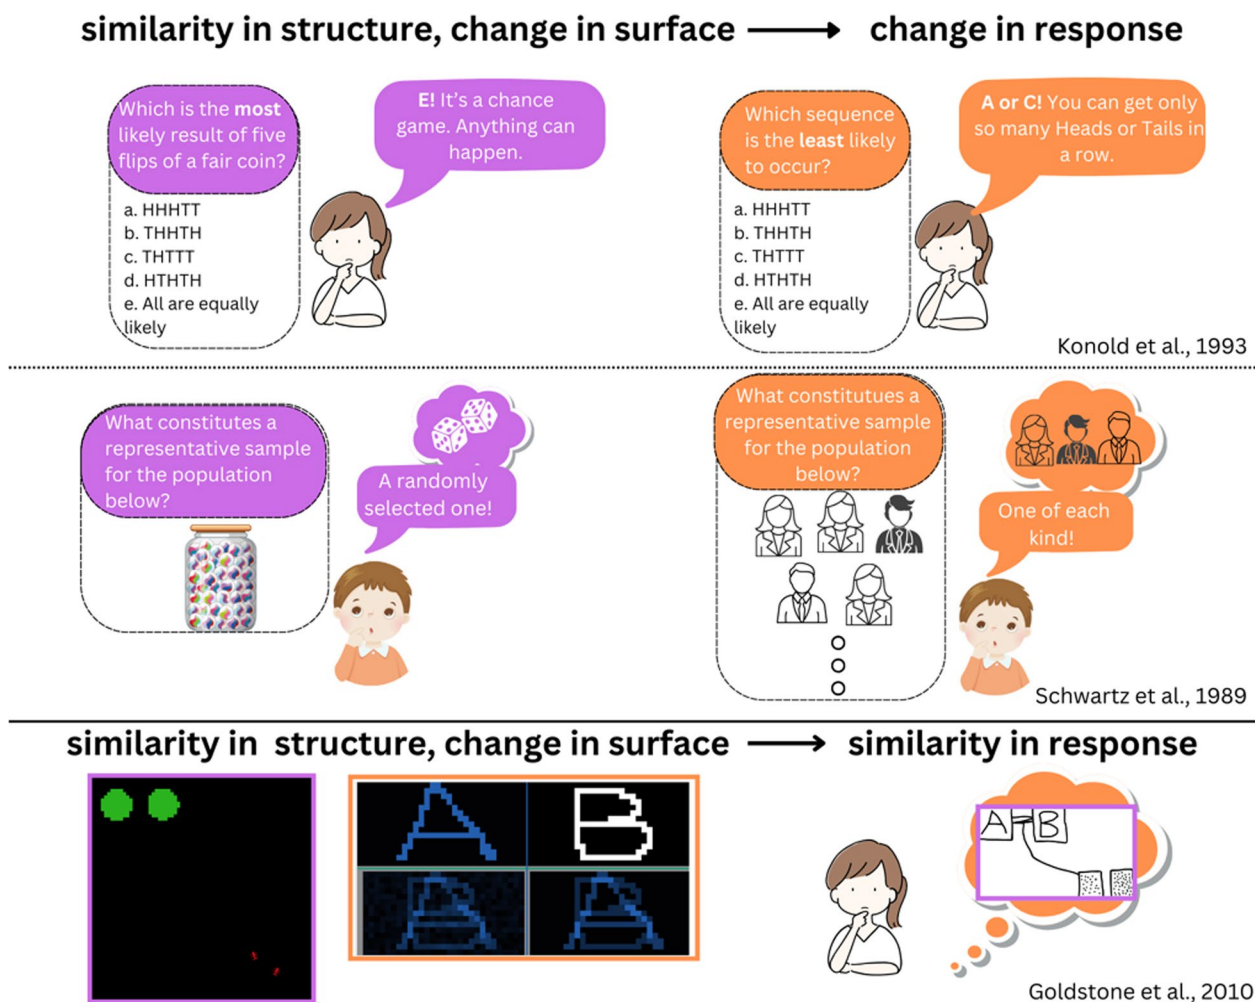 similarity in structure, change in surface → change in response
Which is the most
likely result of five
flips of a fair coin?
a. HHHTT
b. THHTH
c. THTTT
d. HTHTH
e. All are equally
likely
E! It's a chance
game. Anything can
happen.
Which sequence
is the least likely
to occur?
a. HHHTT
b. THHTH
c. THTTT
d. HTHTH
e. All are equally
likely
A or C! You can get only
so many Heads or Tails in
a row.
Konold et al., 1993
What constitutes a
representative sample
for the population
below?
A randomly
selected one!
What constitutues a
representative sample
for the population
below?
One of each
kind!
Schwartz et al., 1989
similarity in structure, change in surface → similarity in response
A B
A B
Goldstone et al., 2010